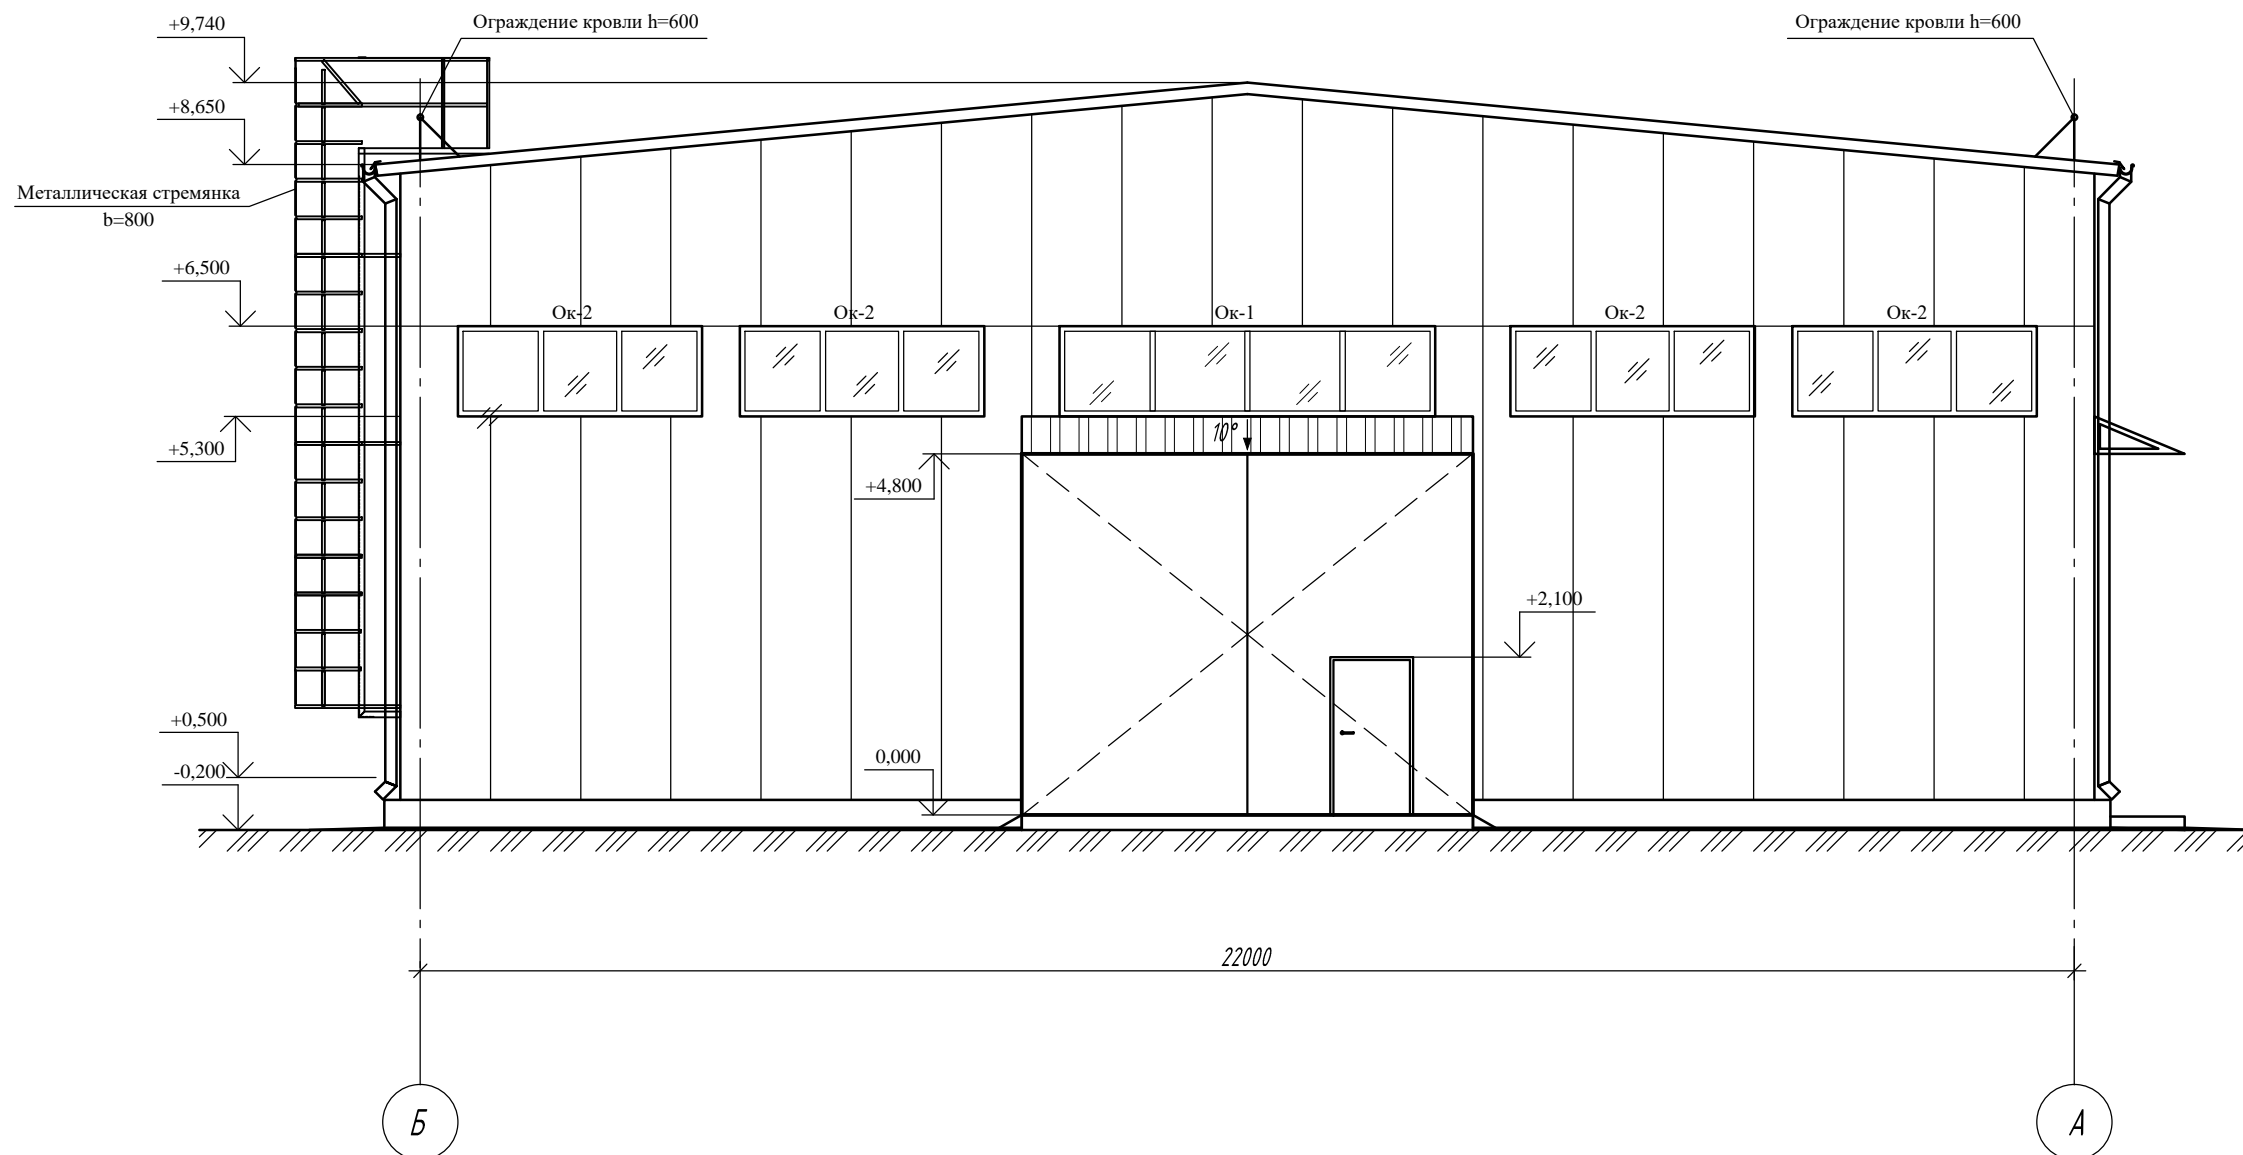 +9,740
Ограждение кровли h=600
Ограждение кровли h=600
+8,650
Металлическая стремянка
b=800
+6,500
Ок-2
Ок-2
Ок-1
Ок-2
Ок-2
+5,300
10°
+4,800
+2,100
+0,500
-0,200
0,000
22000
Б
А